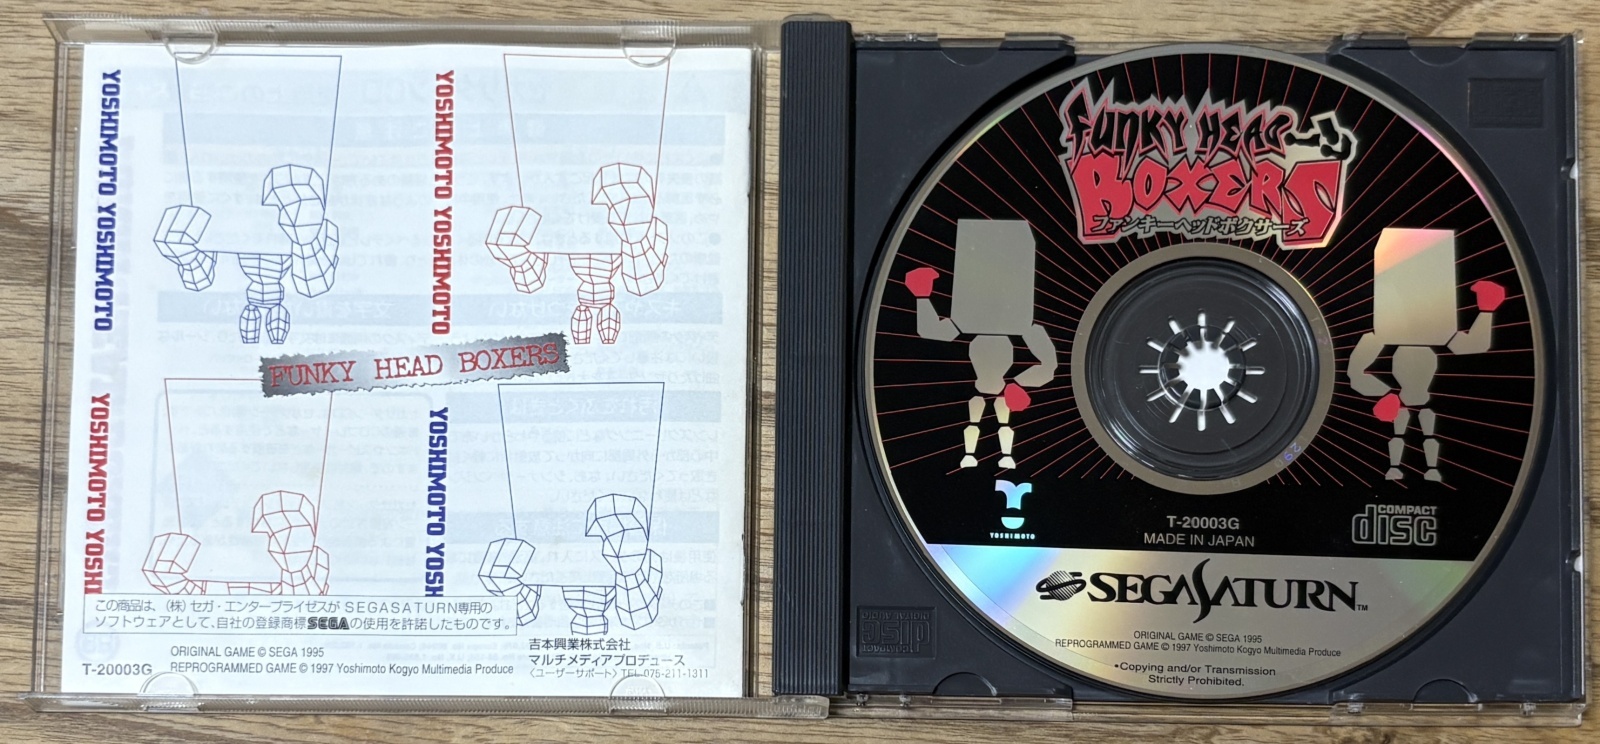 YOSHIMOTO YOSHIMOTO
YOSHIMOTO YOSHIMOTO
FUNKY HEAD BOXERS
YOSHIMOTO YOSHI
YOSHIMOTO YOSHI
この商品は、(株)セガ・エンタープライゼスがSEGASATURN専用の
ソフトウェアとして、自社の登録商標SEGAの使用を許諾したものです。
ORIGINAL GAME © SEGA 1995
T-20003G REPROGRAMMED GAME © 1997 Yoshimoto Kogyo Multimedia Produce
吉本興業株式会社
マルチメディアプロデュース
〈ユーザーサポート〉TEL.075-211-1311
FUNKY HEAD
BOXERS
ファンキーヘッドボクサーズ
YOSHIMOTO
T-20003G
MADE IN JAPAN
COMPACT
disc
SEGASATURN™
ORIGINAL GAME © SEGA 1995
REPROGRAMMED GAME © 1997 Yoshimoto Kogyo Multimedia Produce
•Copying and/or Transmission
Strictly Prohibited.